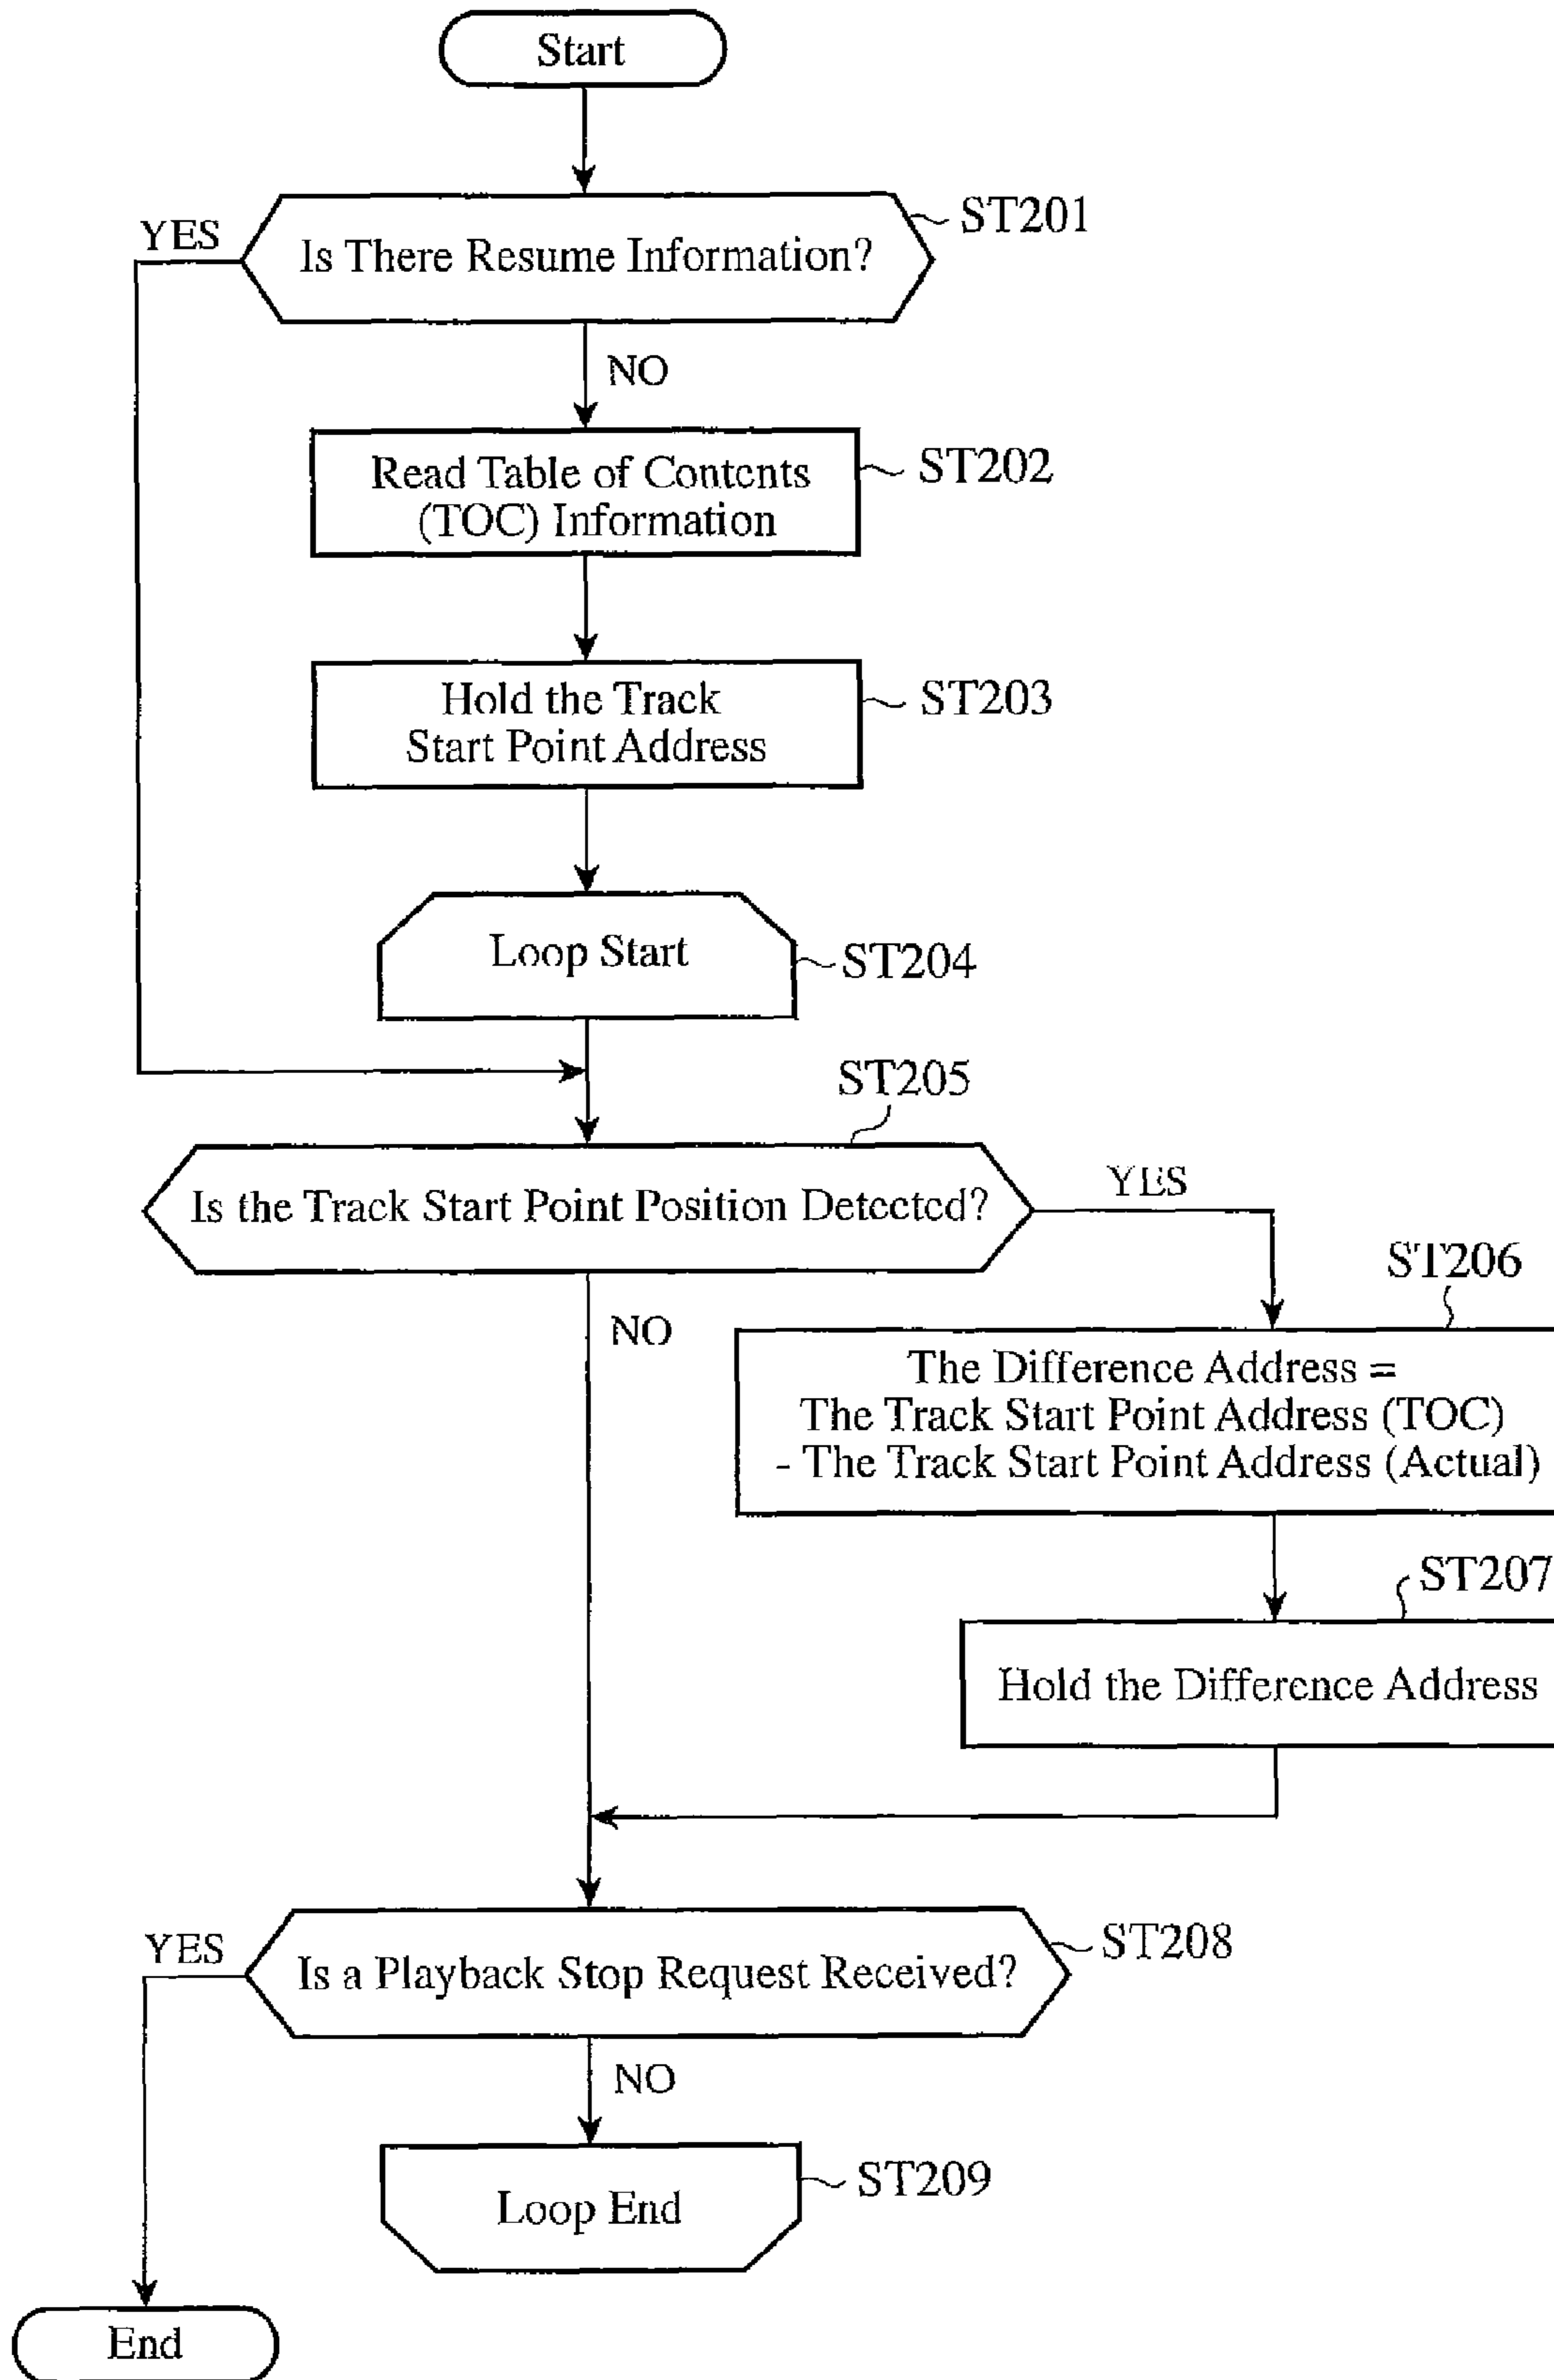 Start
ST201
YES
Is There Resume Information?
NO
Read Table of Contents
(TOC) Information
ST202
Hold the Track
Start Point Address
ST203
Loop Start
ST204
ST205
Is the Track Start Point Position Detected?
YES
ST206
NO
The Difference Address =
The Track Start Point Address (TOC)
- The Track Start Point Address (Actual)
ST207
Hold the Difference Address
YES
Is a Playback Stop Request Received?
ST208
NO
Loop End
ST209
End